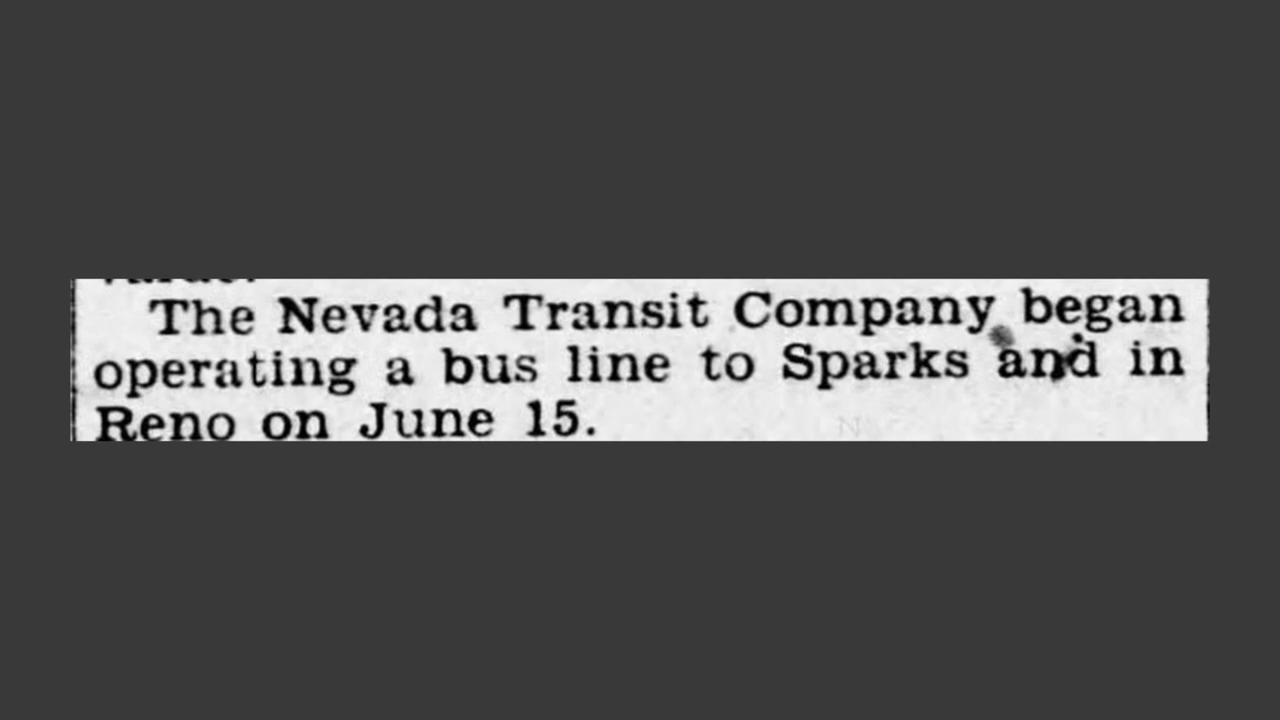 The Nevada Transit Company began
operating a bus line to Sparks and in
Reno on June 15.